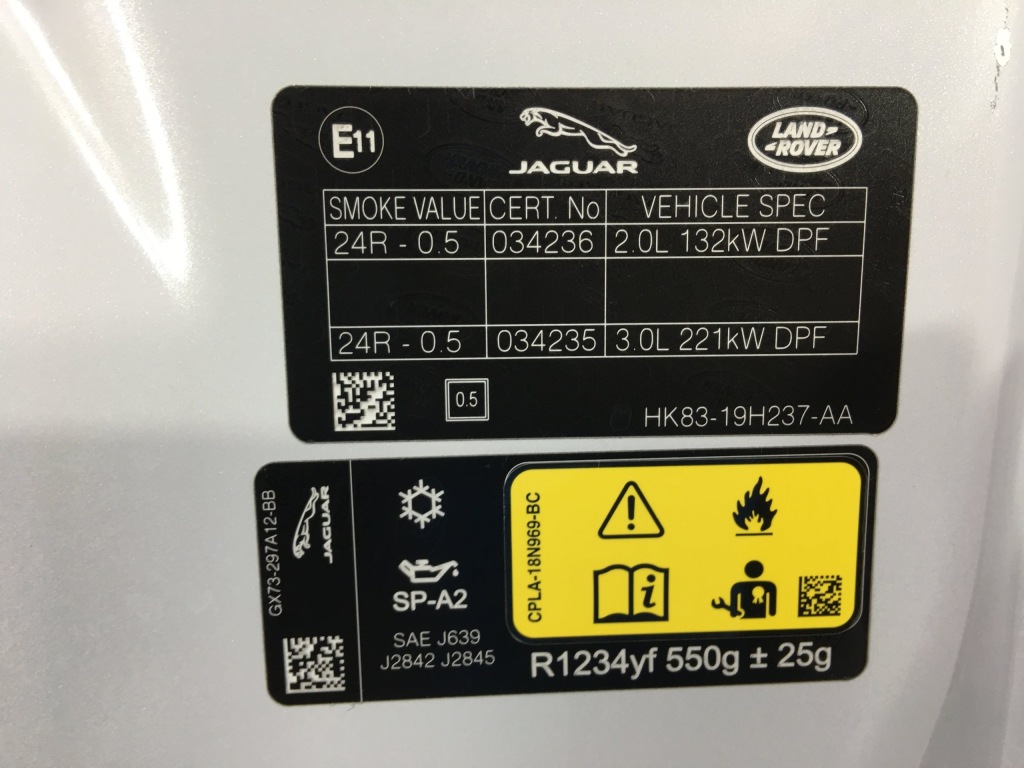 E11
JAGUAR
LAND-
-ROVER
SMOKE VALUE CERT. No VEHICLE SPEC
24R - 0.5 034236 2.0L 132kW DPF
24R - 0.5 034235 3.0L 221kW DPF
0.5
HK83-19H237-AA
GX73-297A12-BB
JAGUAR
SP-A2
SAE J639
J2842 J2845
CPLA-18N969-BC
R1234yf 550g ± 25g